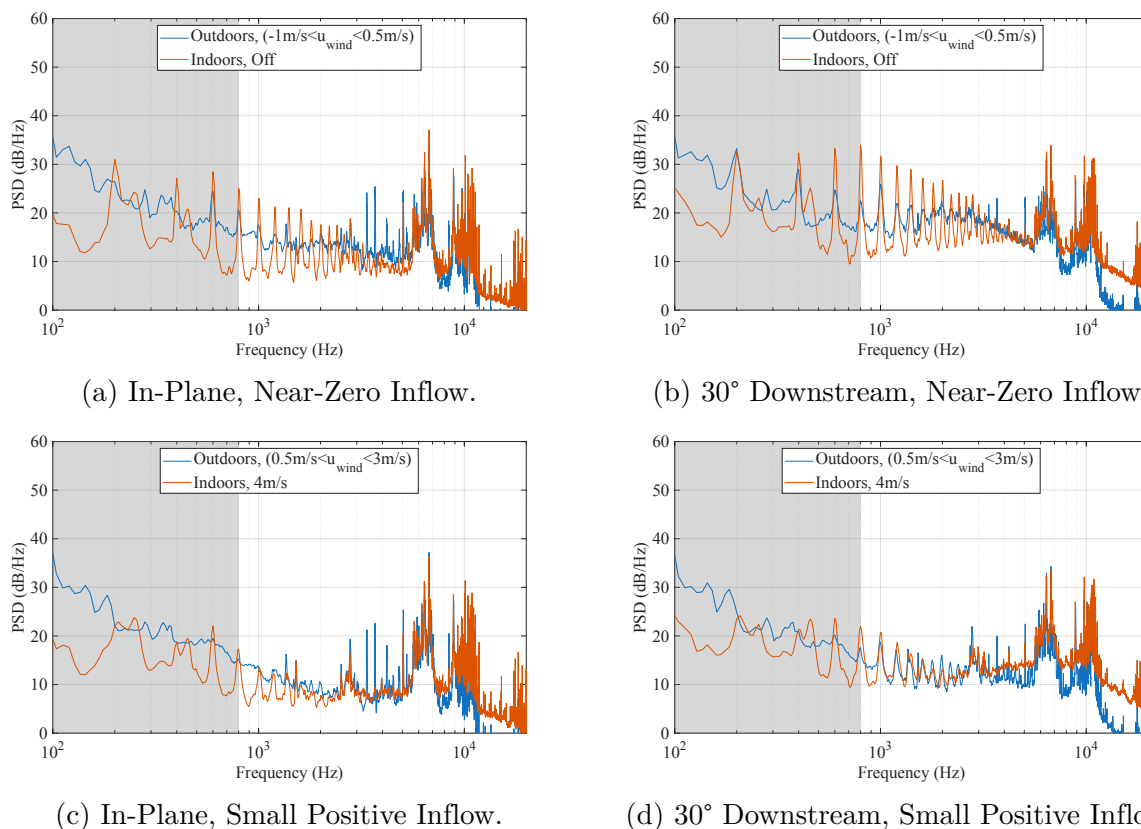 60
50
40
30
20
10
0
PSD (dB/Hz)
Outdoors, (-1m/s<u_wind<0.5m/s)
Indoors, Off
10^2
10^3
10^4
Frequency (Hz)
(a) In-Plane, Near-Zero Inflow.
60
50
40
30
20
10
0
PSD (dB/Hz)
Outdoors, (-1m/s<u_wind<0.5m/s)
Indoors, Off
10^2
10^3
10^4
Frequency (Hz)
(b) 30° Downstream, Near-Zero Inflow
60
50
40
30
20
10
0
PSD (dB/Hz)
Outdoors, (0.5m/s<u_wind<3m/s)
Indoors, 4m/s
10^2
10^3
10^4
Frequency (Hz)
(c) In-Plane, Small Positive Inflow.
60
50
40
30
20
10
0
PSD (dB/Hz)
Outdoors, (0.5m/s<u_wind<3m/s)
Indoors, 4m/s
10^2
10^3
10^4
Frequency (Hz)
(d) 30° Downstream, Small Positive